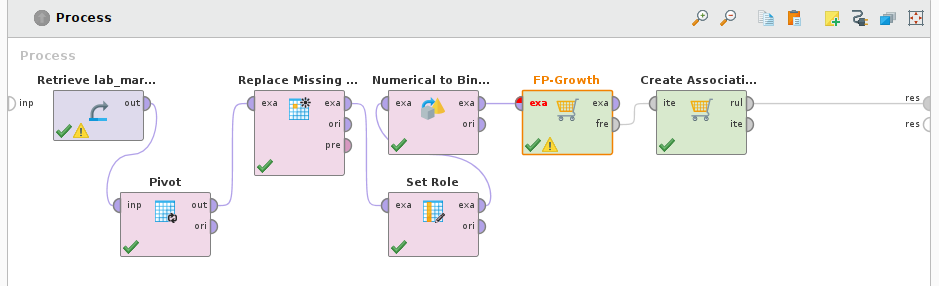 Process
Process
Retrieve lab_mar...
Replace Missing ...
Numerical to Bin...
FP-Growth
Create Associati...
inp
out
exa
exa
ori
pre
exa
exa
ori
exa
exa
fre
ite
rul
ite
res
res
Pivot
Set Role
inp
out
ori
exa
exa
ori